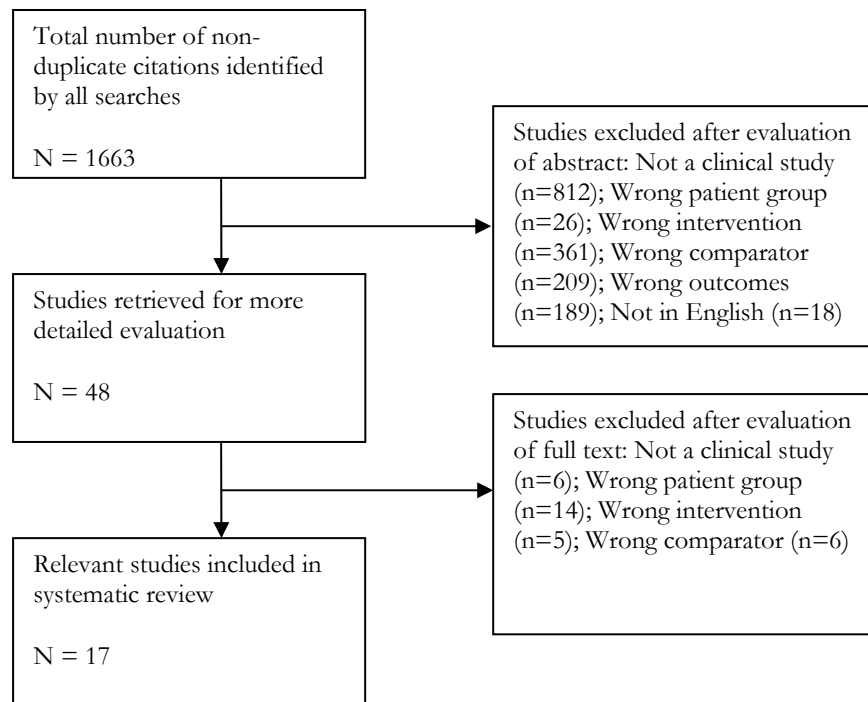 Total number of non-
duplicate citations identified
by all searches
N = 1663
Studies excluded after evaluation
of abstract: Not a clinical study
(n=812); Wrong patient group
(n=26); Wrong intervention
(n=361); Wrong comparator
(n=209); Wrong outcomes
(n=189); Not in English (n=18)
Studies retrieved for more
detailed evaluation
N = 48
Studies excluded after evaluation
of full text: Not a clinical study
(n=6); Wrong patient group
(n=14); Wrong intervention
(n=5); Wrong comparator (n=6)
Relevant studies included in
systematic review
N = 17